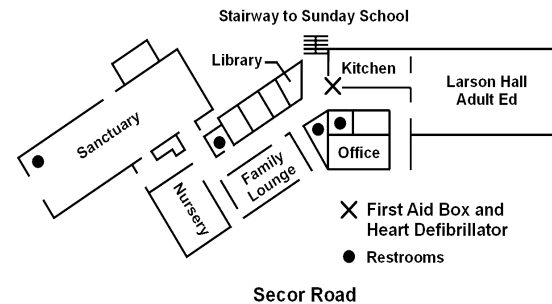 Stairway to Sunday School
Library
Kitchen
Larson Hall
Adult Ed
Sanctuary
Office
Family
Lounge
Nursery
First Aid Box and
Heart Defibrillator
Restrooms
Secor Road